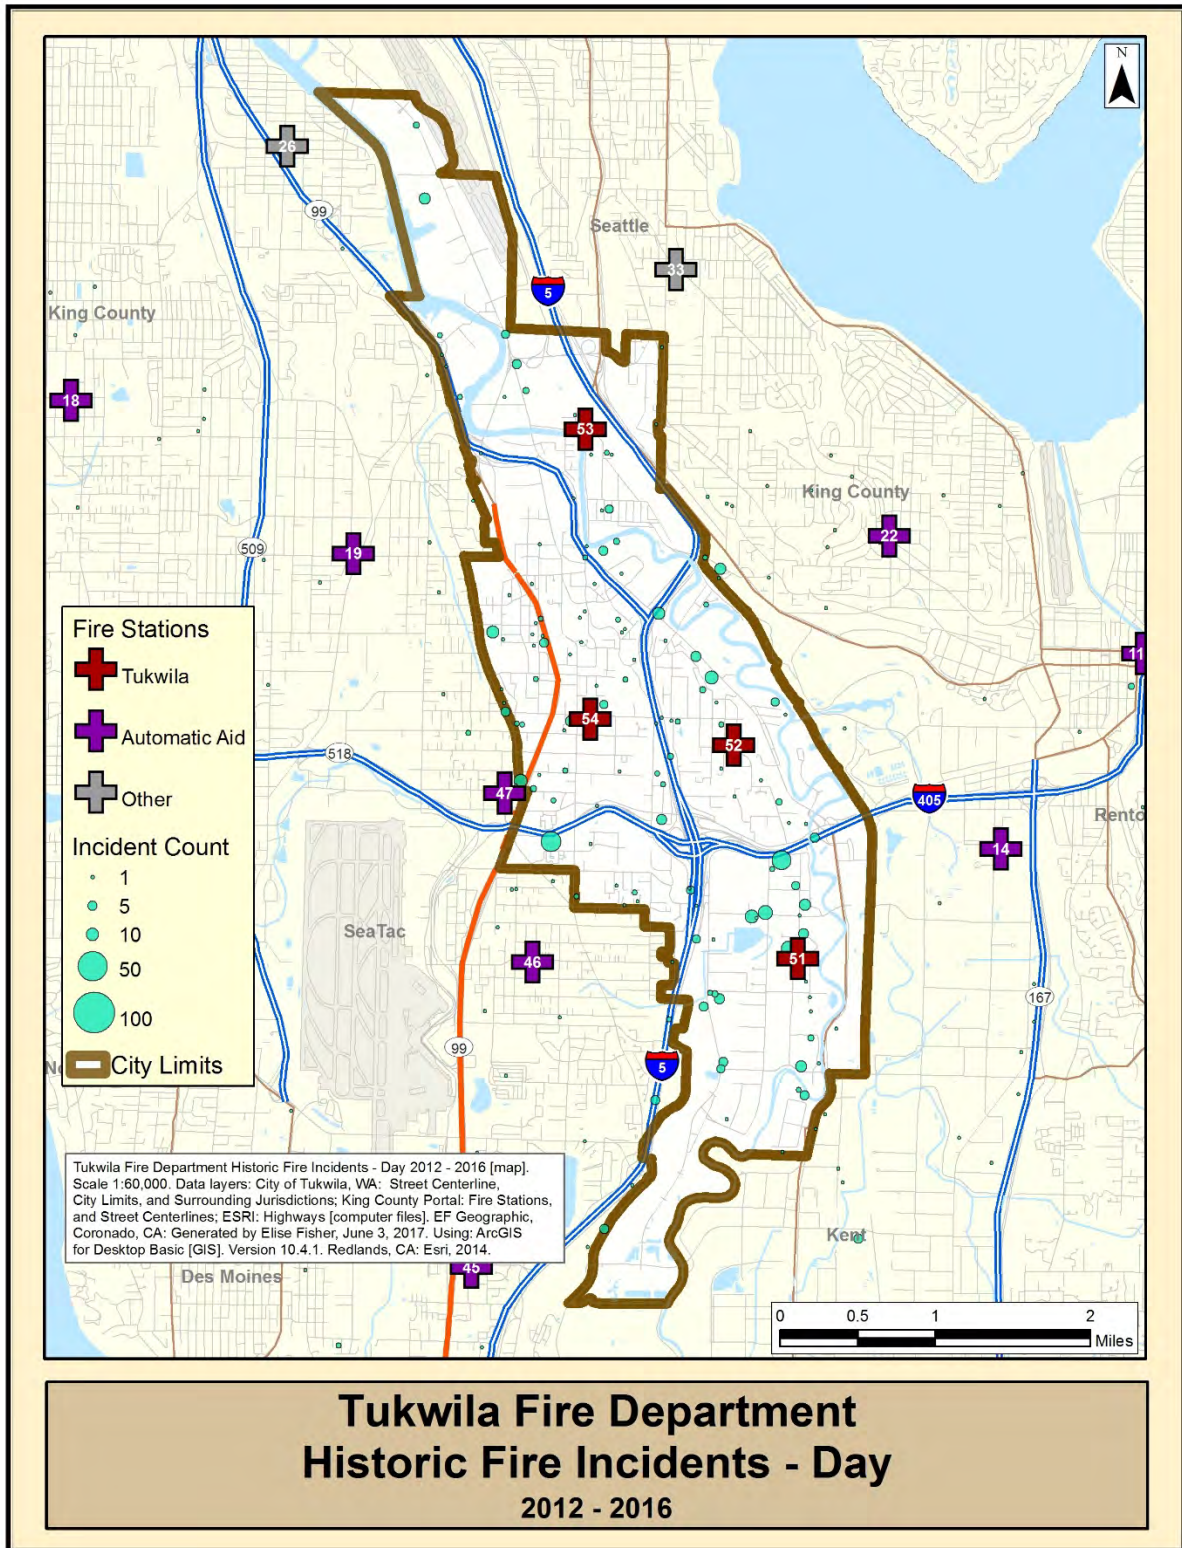 N
26
99
Seattle
33
5
King County
18
53
King County
22
509
19
Fire Stations
Tukwila
Automatic Aid
Other
Incident Count
1
5
10
50
100
City Limits
11
54
52
518
47
405
Rento
14
SeaTac
46
51
167
99
5
Tukwila Fire Department Historic Fire Incidents - Day 2012 - 2016 [map].
Scale 1:60,000. Data layers: City of Tukwila, WA: Street Centerline,
City Limits, and Surrounding Jurisdictions; King County Portal: Fire Stations,
and Street Centerlines; ESRI: Highways [computer files]. EF Geographic,
Coronado, CA: Generated by Elise Fisher, June 3, 2017. Using: ArcGIS
for Desktop Basic [GIS]. Version 10.4.1. Redlands, CA: Esri, 2014.
Kent
45
Des Moines
0 0.5 1 2
Miles
Tukwila Fire Department
Historic Fire Incidents - Day
2012 - 2016